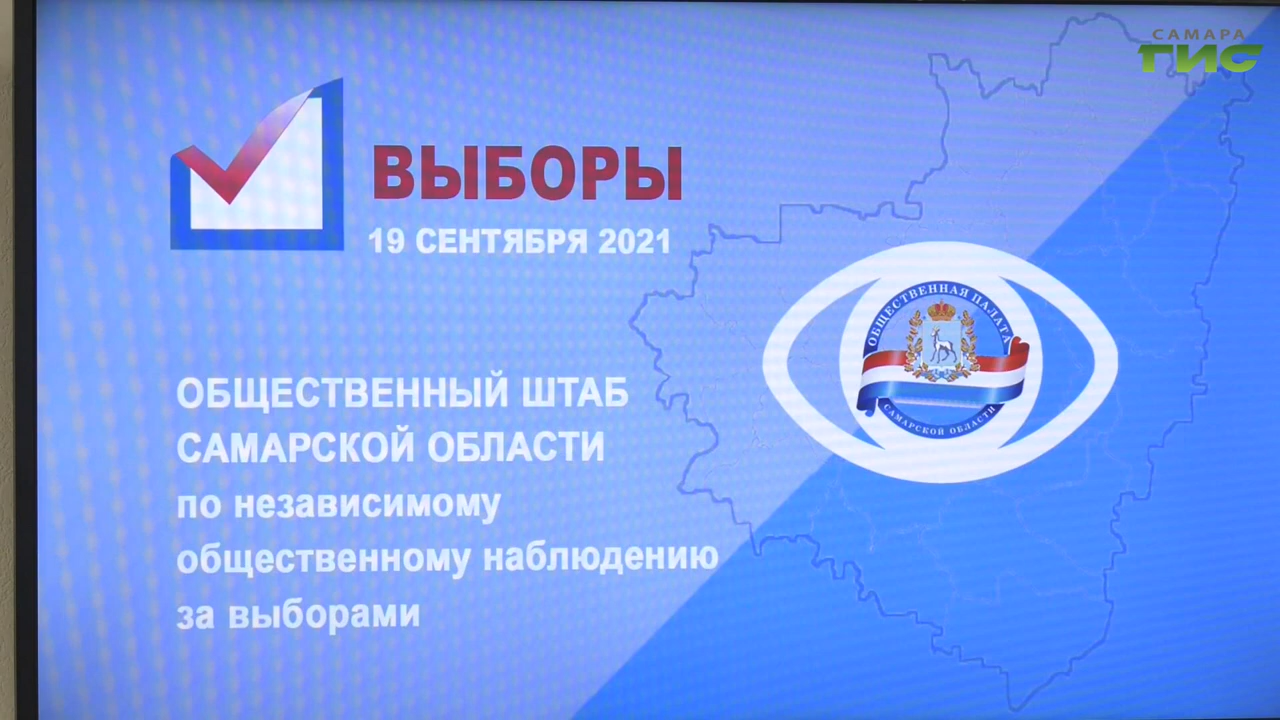 САМАРА
ГИС
ВЫБОРЫ
19 СЕНТЯБРЯ 2021
ОБЩЕСТВЕННАЯ ПАЛАТА
САМАРСКОЙ ОБЛАСТИ
ОБЩЕСТВЕННЫЙ ШТАБ
САМАРСКОЙ ОБЛАСТИ
по независимому
общественному наблюдению
за выборами